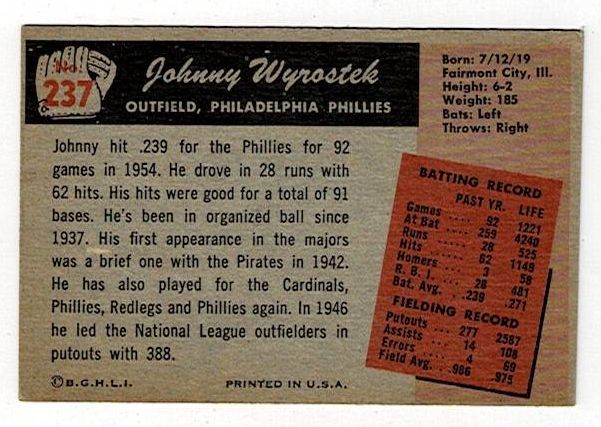 No.
237
Johnny Wyrostek
OUTFIELD, PHILADELPHIA PHILLIES
Born: 7/12/19
Fairmont City, Ill.
Height: 6-2
Weight: 185
Bats: Left
Throws: Right
Johnny hit .239 for the Phillies for 92
games in 1954. He drove in 28 runs with
62 hits. His hits were good for a total of 91
bases. He's been in organized ball since
1937. His first appearance in the majors
was a brief one with the Pirates in 1942.
He has also played for the Cardinals,
Phillies, Redlegs and Phillies again. In 1946
he led the National League outfielders in
putouts with 388.
BATTING RECORD
PAST YR. LIFE
Games .... 92 1221
At Bat .... 259 4240
Runs .... 28 525
Hits .... 62 1149
Homers ... 3 58
R. B. I. ... 28 481
Bat. Avg. . .239 .271
FIELDING RECORD
Putouts .. 277 2587
Assists ... 14 108
Errors .... 4 69
Field Avg. .986 .975
©B.G.H.L.I. PRINTED IN U.S.A.